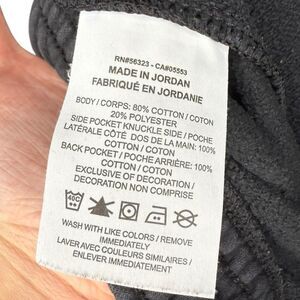 RN#56323 - CA#05553
MADE IN JORDAN
FABRIQUÉ EN JORDANIE
BODY / CORPS: 80% COTTON / COTON
20% POLYESTER
SIDE POCKET KNUCKLE SIDE / POCHE
LATÉRALE CÔTÉ DOS DE LA MAIN: 100%
COTTON / COTON
BACK POCKET / POCHE ARRIÈRE: 100%
COTTON / COTON
EXCLUSIVE OF DECORATION /
DECORATION NON COMPRISE
40C
WASH WITH LIKE COLORS / REMOVE
IMMEDIATELY
LAVER AVEC COULEURS SIMILAIRES /
ENLEVER IMMÉDIATEMENT